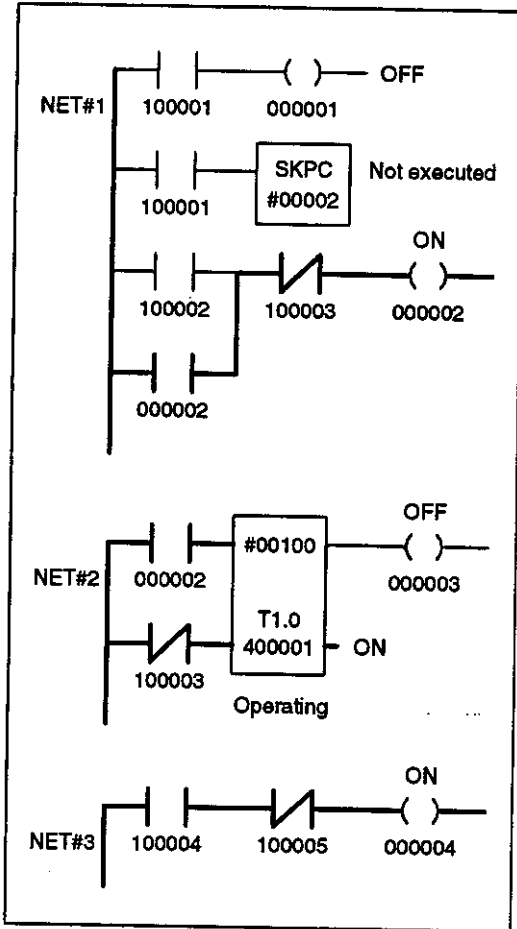 OFF
NET#1
100001
000001
SKPC
#00002
Not executed
100001
ON
100002
100003
000002
000002
OFF
#00100
NET#2
000002
000003
T1.0
400001
ON
100003
Operating
ON
NET#3
100004
100005
000004